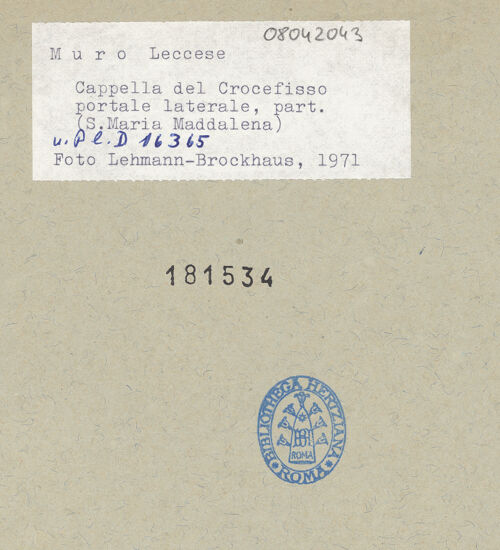 08042043
Muro Leccese
Cappella del Crocefisso
portale laterale, part.
(S.Maria Maddalena)
u. Pl. D 16365
Foto Lehmann-Brockhaus, 1971
181534
BIBLIOTHECA HERTZIANA
BH
ROMA
ROMA